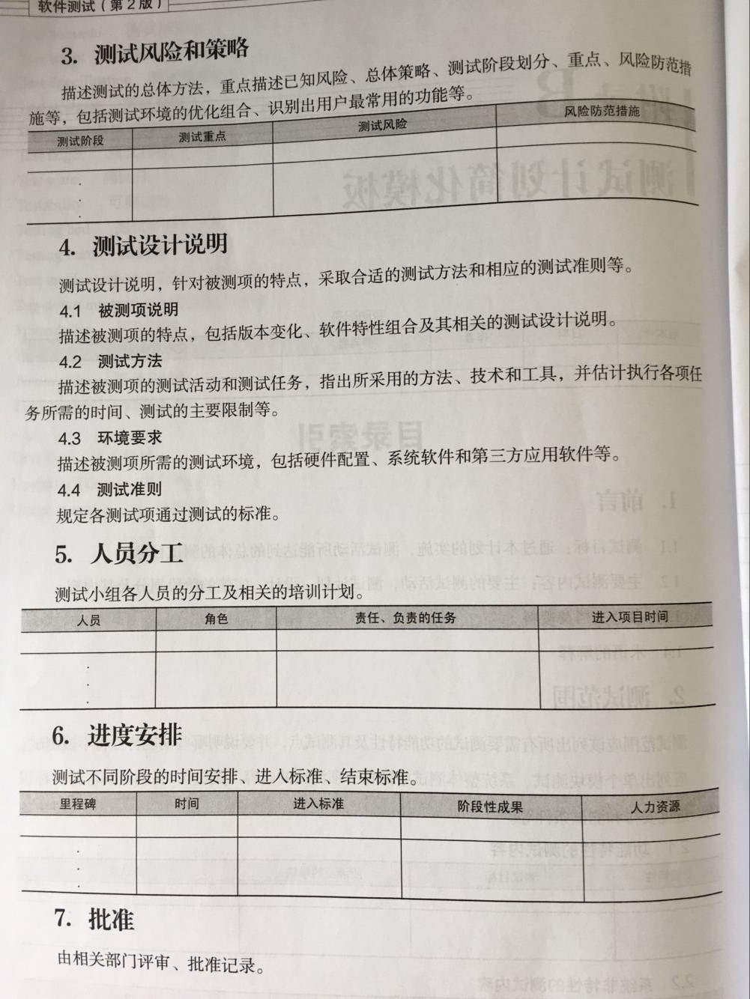 软件测试(第2版)
3. 测试风险和策略
描述测试的总体方法，重点描述已知风险、总体策略、测试阶段划分、重点、风险防范措
施等，包括测试环境的优化组合、识别出用户最常用的功能等。
测试阶段 测试重点 测试风险 风险防范措施
4. 测试设计说明
测试设计说明，针对被测项的特点，采取合适的测试方法和相应的测试准则等。
4.1 被测项说明
描述被测项的特点，包括版本变化、软件特性组合及其相关的测试设计说明。
4.2 测试方法
描述被测项的测试活动和测试任务，指出所采用的方法、技术和工具，并估计执行各项任
务所需的时间、测试的主要限制等。
4.3 环境要求
描述被测项所需的测试环境，包括硬件配置、系统软件和第三方应用软件等。
4.4 测试准则
规定各测试项通过测试的标准。
5. 人员分工
测试小组各人员的分工及相关的培训计划。
人员 角色 责任、负责的任务 进入项目时间
6. 进度安排
测试不同阶段的时间安排、进入标准、结束标准。
里程碑 时间 进入标准 阶段性成果 人力资源
7. 批准
由相关部门评审、批准记录。